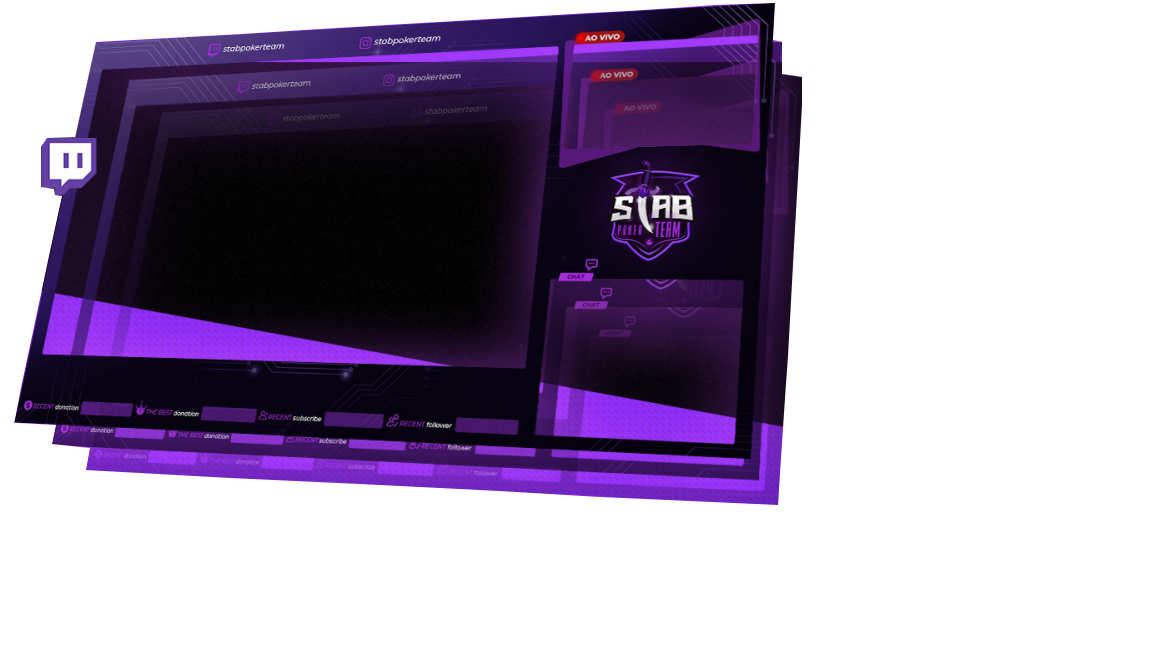 stabpokerteam
stabpokerteam
AO VIVO
stabpokerteam
stabpokerteam
AO VIVO
stabpokerteam
stabpokerteam
AO VIVO
STAB
POKER TEAM
CHAT
CHAT
CHAT
RECENT donation
THE BEST donation
RECENT subscribe
RECENT follower
RECENT donation
THE BEST donation
RECENT subscribe
RECENT follower
RECENT donation
THE BEST donation
RECENT subscribe
RECENT follower